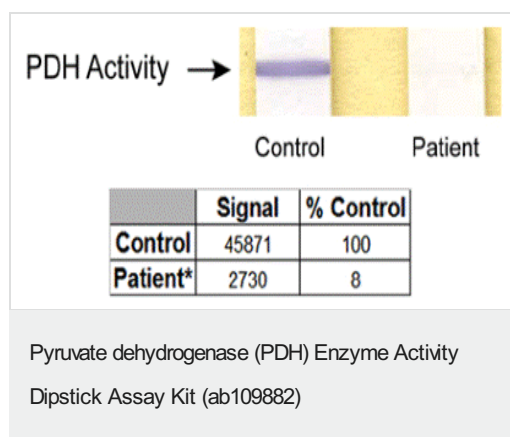 PDH Activity
Control Patient
Signal % Control
Control 45871 100
Patient* 2730 8
Pyruvate dehydrogenase (PDH) Enzyme Activity
Dipstick Assay Kit (ab109882)